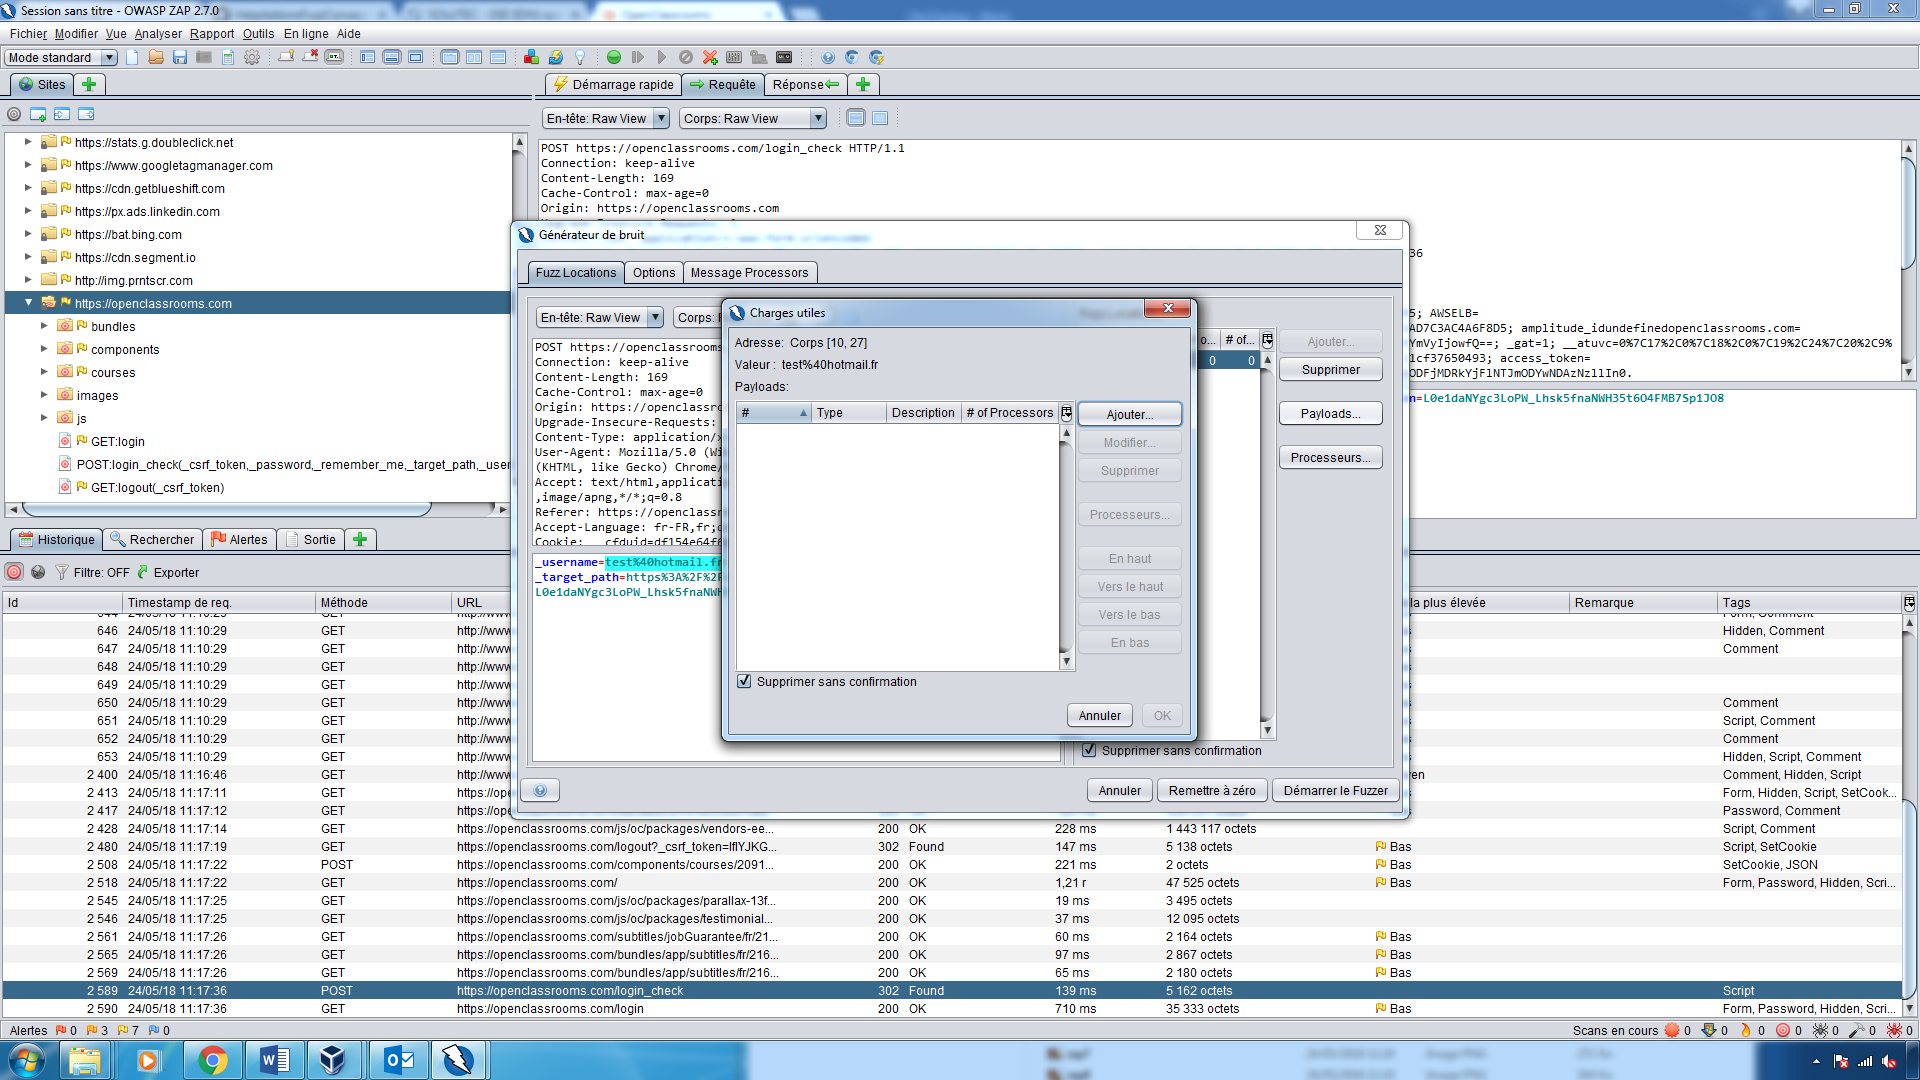 Session sans titre - OWASP ZAP 2.7.0
Fichier Modifier Vue Analyser Rapport Outils En ligne Aide
Mode standard
Sites
Démarrage rapide Requête Réponse
En-tête: Raw View Corps: Raw View
https://stats.g.doubleclick.net
https://www.googletagmanager.com
https://cdn.getblueshift.com
https://px.ads.linkedin.com
https://bat.bing.com
https://cdn.segment.io
http://img.prntscr.com
https://openclassrooms.com
bundles
components
courses
images
js
GET:login
POST:login_check(_csrf_token,_password,_remember_me,_target_path,_user
GET:logout(_csrf_token)
POST https://openclassrooms.com/login_check HTTP/1.1
Connection: keep-alive
Content-Length: 169
Cache-Control: max-age=0
Origin: https://openclassrooms.com
36
5; AWSELB=
AD7C3AC4A6F8D5; amplitude_idundefinedopenclassrooms.com=
YmVyIjowfQ==; _gat=1; __atuvc=0%7C17%2C0%7C18%2C0%7C19%2C24%7C20%2C9%
1cf37650493; access_token=
ODFjMDRkYjFlNTJmODYwNDAzNzllIn0.
n=L0e1daNYgc3LoPW_Lhsk5fnaNWH35t6O4FMB7Sp1JO8
Générateur de bruit
Fuzz Locations Options Message Processors
En-tête: Raw View Corps: R
POST https://openclassrooms
Connection: keep-alive
Content-Length: 169
Cache-Control: max-age=0
Origin: https://openclassro
Upgrade-Insecure-Requests:
Content-Type: application/x
User-Agent: Mozilla/5.0 (Wi
(KHTML, like Gecko) Chrome/
Accept: text/html,applicati
,image/apng,*/*;q=0.8
Referer: https://openclassr
Accept-Language: fr-FR,fr;q
Cookie: __cfduid=df154e64f6
_username=test%40hotmail.fr
_target_path=https%3A%2F%2F
L0e1daNYgc3LoPW_Lhsk5fnaNWH
o... # of...
0 0
Ajouter...
Supprimer
Payloads...
Processeurs...
Supprimer sans confirmation
Annuler Remettre à zéro Démarrer le Fuzzer
Charges utiles
Adresse: Corps [10, 27]
Valeur : test%40hotmail.fr
Payloads:
# Type Description # of Processors
Ajouter...
Modifier...
Supprimer
Processeurs...
En haut
Vers le haut
Vers le bas
En bas
Supprimer sans confirmation
Annuler OK
Historique Rechercher Alertes Sortie
Filtre: OFF Exporter
Id Timestamp de req. Méthode URL la plus élevée Remarque Tags
644 24/05/18 11:10:29 GET http://www Form, Comment
646 24/05/18 11:10:29 GET http://www Hidden, Comment
647 24/05/18 11:10:29 GET http://www Comment
648 24/05/18 11:10:29 GET http://www
649 24/05/18 11:10:29 GET http://www
650 24/05/18 11:10:29 GET http://www Comment
651 24/05/18 11:10:29 GET http://www Script, Comment
652 24/05/18 11:10:29 GET http://www Comment
653 24/05/18 11:10:29 GET http://www Hidden, Script, Comment
2 400 24/05/18 11:16:46 GET http://www en Comment, Hidden, Script
2 413 24/05/18 11:17:11 GET https://ope Form, Hidden, Script, SetCook...
2 417 24/05/18 11:17:12 GET https://ope Password, Comment
2 428 24/05/18 11:17:14 GET https://openclassrooms.com/js/oc/packages/vendors-ee... 200 OK 228 ms 1 443 117 octets Script, Comment
2 480 24/05/18 11:17:19 GET https://openclassrooms.com/logout?_csrf_token=IflYJKG... 302 Found 147 ms 5 138 octets Bas Script, SetCookie
2 508 24/05/18 11:17:22 POST https://openclassrooms.com/components/courses/2091... 200 OK 221 ms 2 octets Bas SetCookie, JSON
2 518 24/05/18 11:17:22 GET https://openclassrooms.com/ 200 OK 1,21 r 47 525 octets Bas Form, Password, Hidden, Scri...
2 545 24/05/18 11:17:25 GET https://openclassrooms.com/js/oc/packages/parallax-13f... 200 OK 19 ms 3 495 octets
2 546 24/05/18 11:17:25 GET https://openclassrooms.com/js/oc/packages/testimonial... 200 OK 37 ms 12 095 octets
2 561 24/05/18 11:17:26 GET https://openclassrooms.com/subtitles/jobGuarantee/fr/21... 200 OK 60 ms 2 164 octets Bas
2 565 24/05/18 11:17:26 GET https://openclassrooms.com/bundles/app/subtitles/fr/216... 200 OK 97 ms 2 867 octets Bas
2 569 24/05/18 11:17:26 GET https://openclassrooms.com/bundles/app/subtitles/fr/216... 200 OK 65 ms 2 180 octets Bas
2 589 24/05/18 11:17:36 POST https://openclassrooms.com/login_check 302 Found 139 ms 5 162 octets Script
2 590 24/05/18 11:17:36 GET https://openclassrooms.com/login 200 OK 710 ms 35 333 octets Bas Form, Password, Hidden, Scri...
Alertes 0 3 7 0 Scans en cours 0 0 0 0 0 0 0